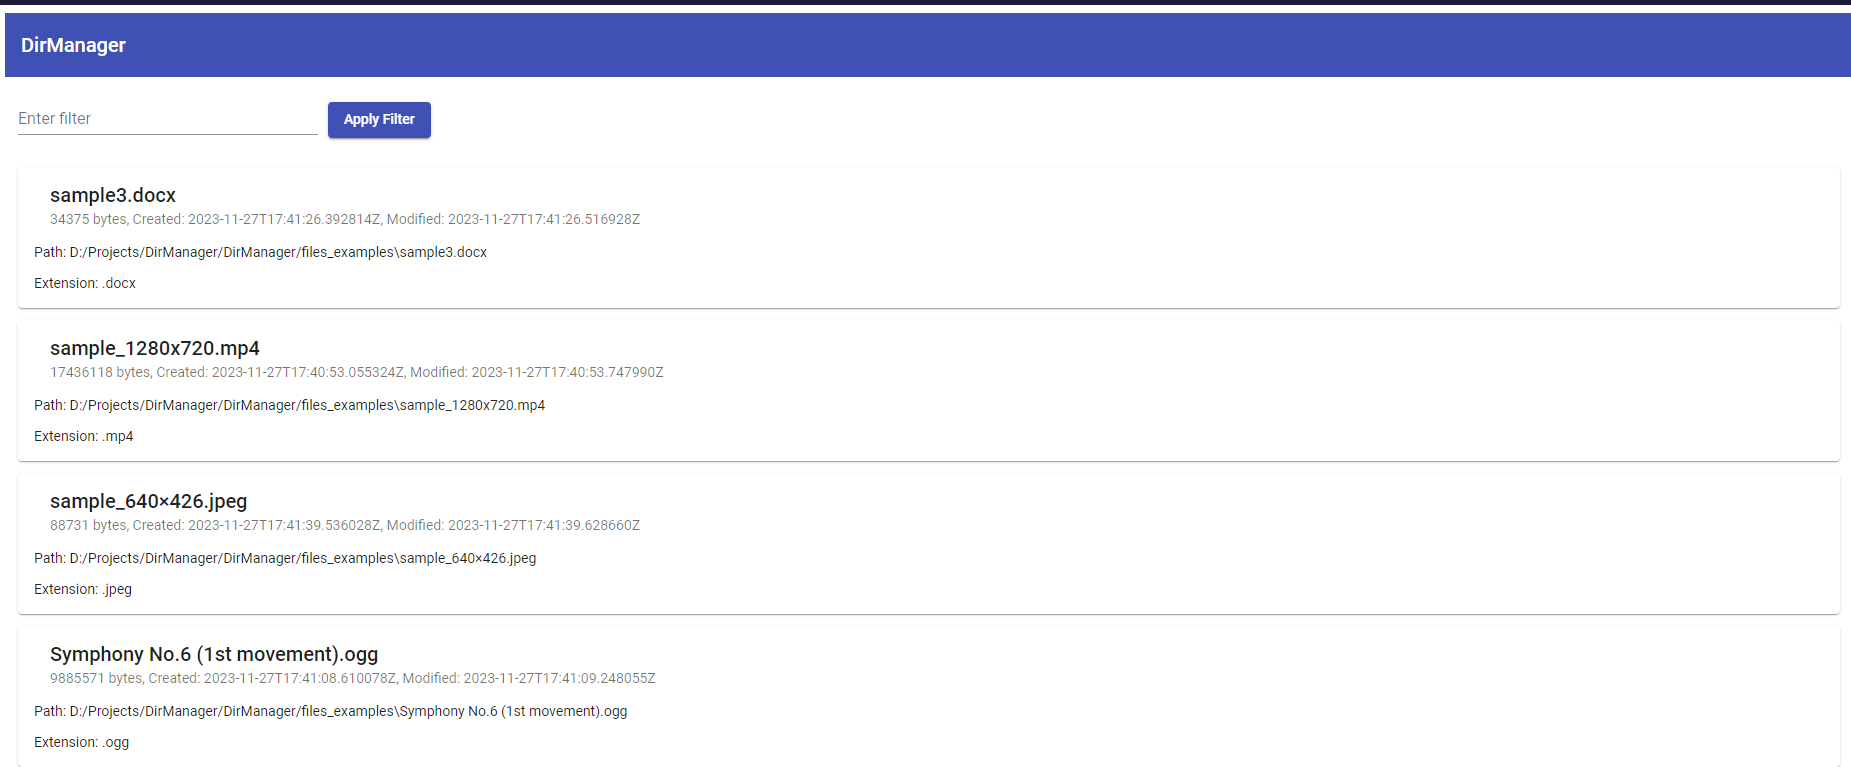 DirManager
Enter filter
Apply Filter
sample3.docx
34375 bytes, Created: 2023-11-27T17:41:26.392814Z, Modified: 2023-11-27T17:41:26.516928Z
Path: D:/Projects/DirManager/DirManager/files_examples\sample3.docx
Extension: .docx
sample_1280x720.mp4
17436118 bytes, Created: 2023-11-27T17:40:53.055324Z, Modified: 2023-11-27T17:40:53.747990Z
Path: D:/Projects/DirManager/DirManager/files_examples\sample_1280x720.mp4
Extension: .mp4
sample_640×426.jpeg
88731 bytes, Created: 2023-11-27T17:41:39.536028Z, Modified: 2023-11-27T17:41:39.628660Z
Path: D:/Projects/DirManager/DirManager/files_examples\sample_640×426.jpeg
Extension: .jpeg
Symphony No.6 (1st movement).ogg
9885571 bytes, Created: 2023-11-27T17:41:08.610078Z, Modified: 2023-11-27T17:41:09.248055Z
Path: D:/Projects/DirManager/DirManager/files_examples\Symphony No.6 (1st movement).ogg
Extension: .ogg